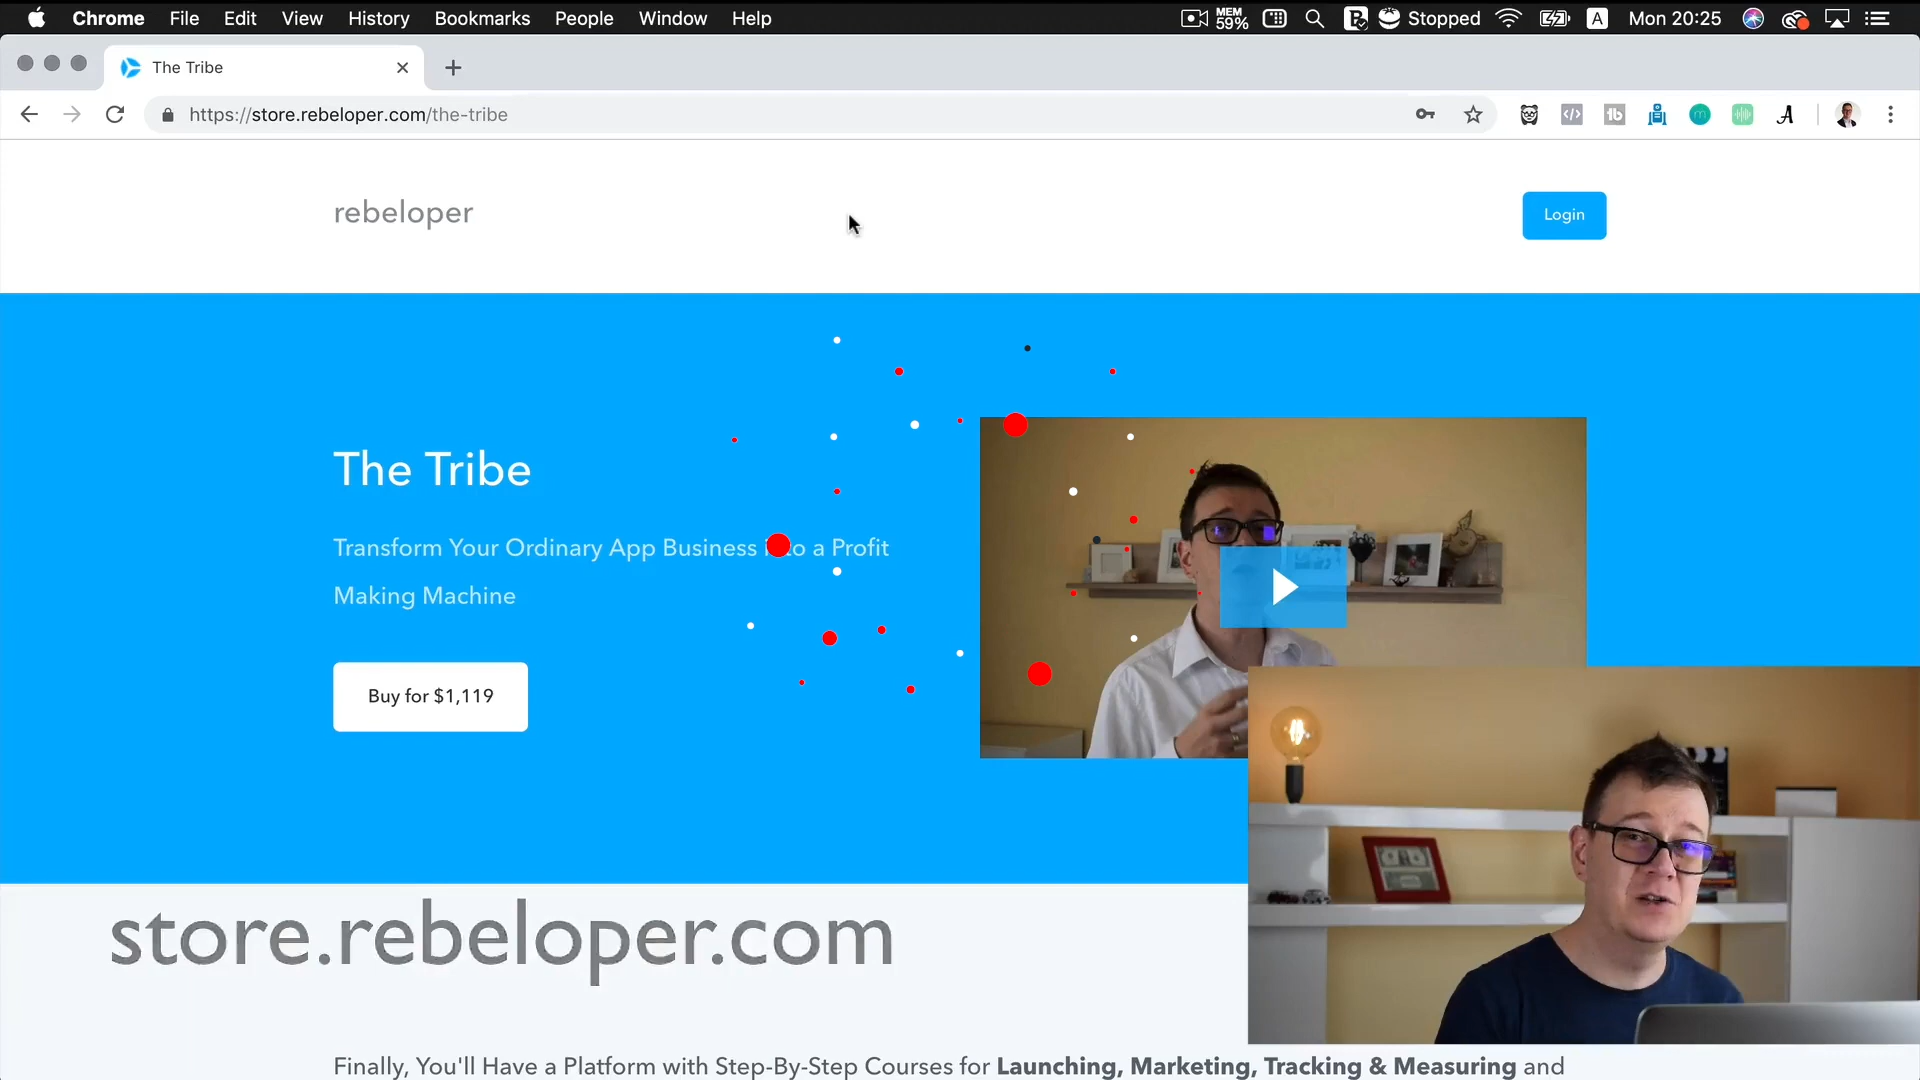 Chrome File Edit View History Bookmarks People Window Help MEM 59% Stopped A Mon 20:25
The Tribe
https://store.rebeloper.com/the-tribe
rebeloper
Login
The Tribe
Transform Your Ordinary App Business to a Profit
Making Machine
Buy for $1,119
store.rebeloper.com
Finally, You'll Have a Platform with Step-By-Step Courses for Launching, Marketing, Tracking & Measuring and